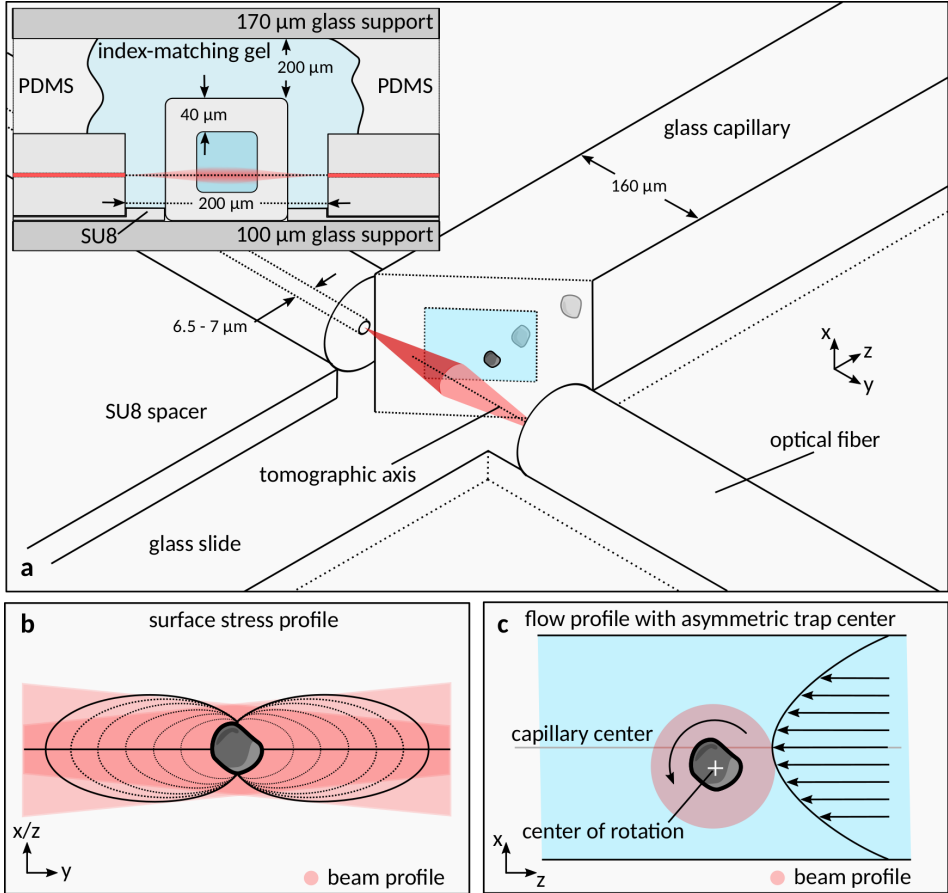 170 µm glass support
index-matching gel
200 µm
PDMS
PDMS
40 µm
200 µm
SU8
100 µm glass support
glass capillary
160 µm
6.5 - 7 µm
x
z
y
SU8 spacer
optical fiber
tomographic axis
glass slide
a
b
surface stress profile
x/z
y
beam profile
c
flow profile with asymmetric trap center
capillary center
center of rotation
x
z
beam profile